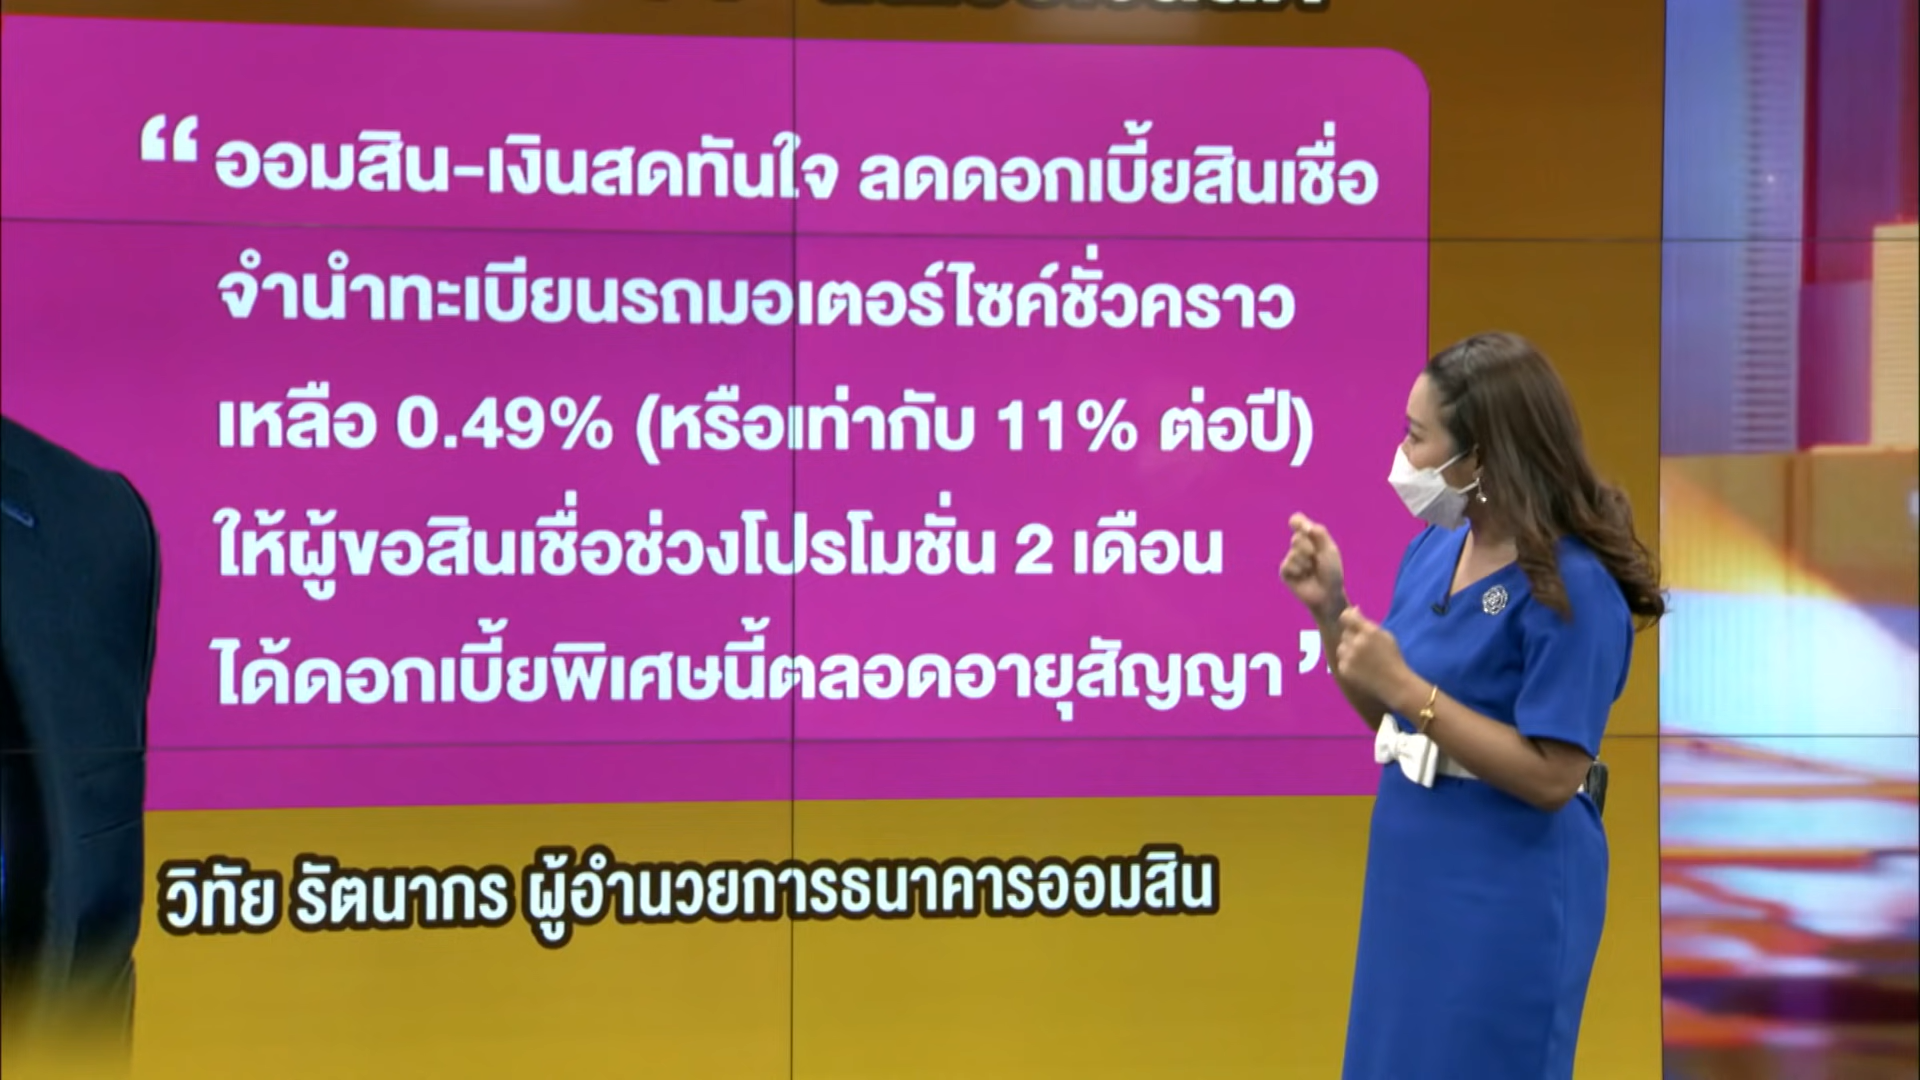 “ออมสิน-เงินสดทันใจ ลดดอกเบี้ยสินเชื่อ
จำนำทะเบียนรถมอเตอร์ไซค์ชั่วคราว
เหลือ 0.49% (หรือเท่ากับ 11% ต่อปี)
ให้ผู้ขอสินเชื่อช่วงโปรโมชั่น 2 เดือน
ได้ดอกเบี้ยพิเศษนี้ตลอดอายุสัญญา”
วิทัย รัตนากร ผู้อำนวยการธนาคารออมสิน